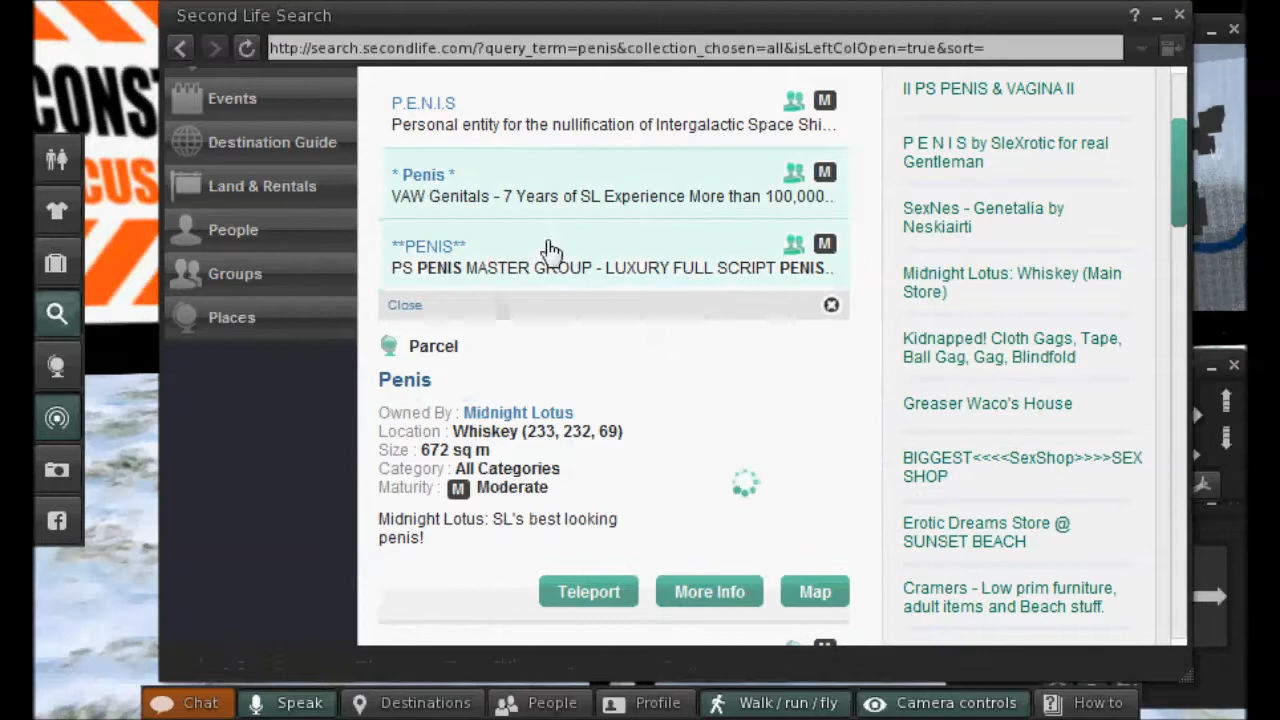 Second Life Search
?
http://search.secondlife.com/?query_term=penis&collection_chosen=all&isLeftColOpen=true&sort=
CONST
CUS
Events
Destination Guide
Land & Rentals
People
Groups
Places
P.E.N.I.S
M
Personal entity for the nullification of Intergalactic Space Shi...
* Penis *
M
VAW Genitals - 7 Years of SL Experience More than 100,000...
**PENIS**
M
PS PENIS MASTER GROUP - LUXURY FULL SCRIPT PENIS...
Close
Parcel
Penis
Owned By : Midnight Lotus
Location : Whiskey (233, 232, 69)
Size : 672 sq m
Category : All Categories
Maturity : M Moderate
Midnight Lotus: SL's best looking
penis!
Teleport
More Info
Map
II PS PENIS & VAGINA II
P E N I S by SleXrotic for real
Gentleman
SexNes - Genetalia by
Neskiairti
Midnight Lotus: Whiskey (Main
Store)
Kidnapped! Cloth Gags, Tape,
Ball Gag, Gag, Blindfold
Greaser Waco's House
BIGGEST<<<<SexShop>>>>SEX
SHOP
Erotic Dreams Store @
SUNSET BEACH
Cramers - Low prim furniture,
adult items and Beach stuff.
W
Chat
Speak
Destinations
People
Profile
Walk / run / fly
Camera controls
How to